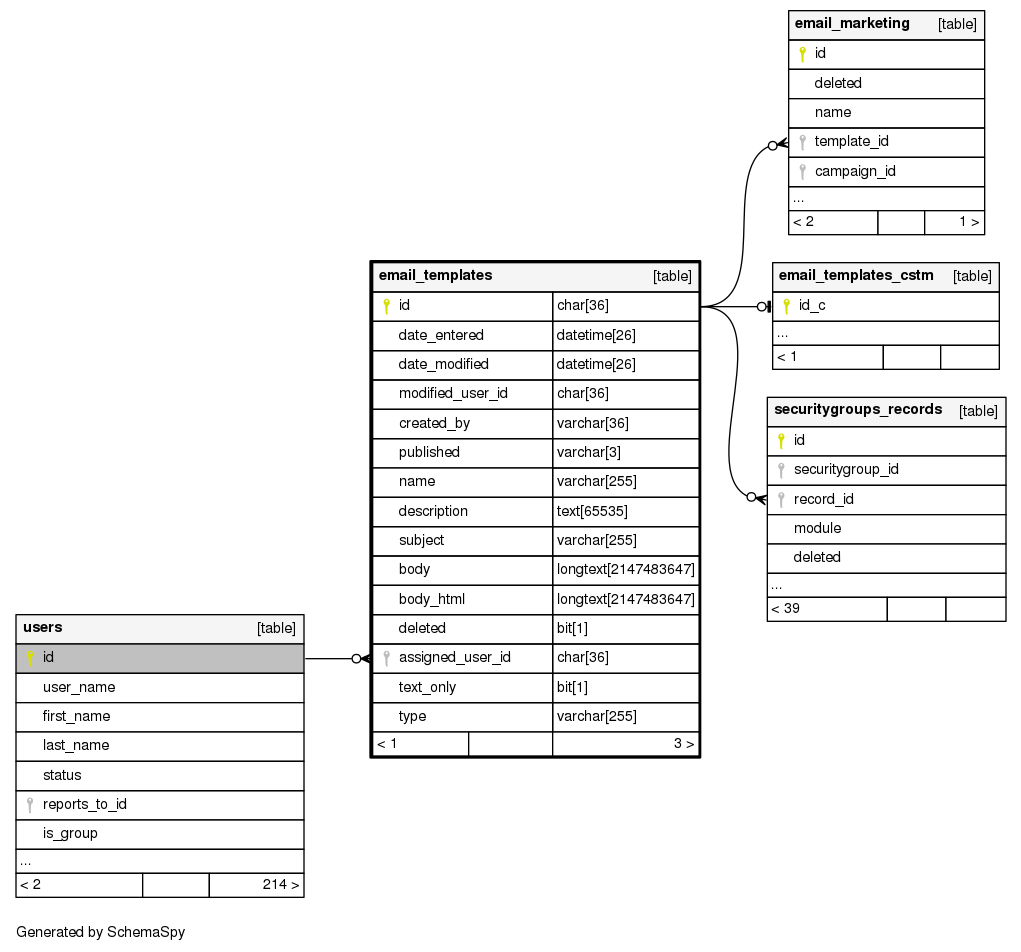 email_marketing [table]
id
deleted
name
template_id
campaign_id
...
< 2 1 >
email_templates [table]
id char[36]
date_entered datetime[26]
date_modified datetime[26]
modified_user_id char[36]
created_by varchar[36]
published varchar[3]
name varchar[255]
description text[65535]
subject varchar[255]
body longtext[2147483647]
body_html longtext[2147483647]
deleted bit[1]
assigned_user_id char[36]
text_only bit[1]
type varchar[255]
< 1 3 >
email_templates_cstm [table]
id_c
...
< 1
securitygroups_records [table]
id
securitygroup_id
record_id
module
deleted
...
< 39
users [table]
id
user_name
first_name
last_name
status
reports_to_id
is_group
...
< 2 214 >
Generated by SchemaSpy